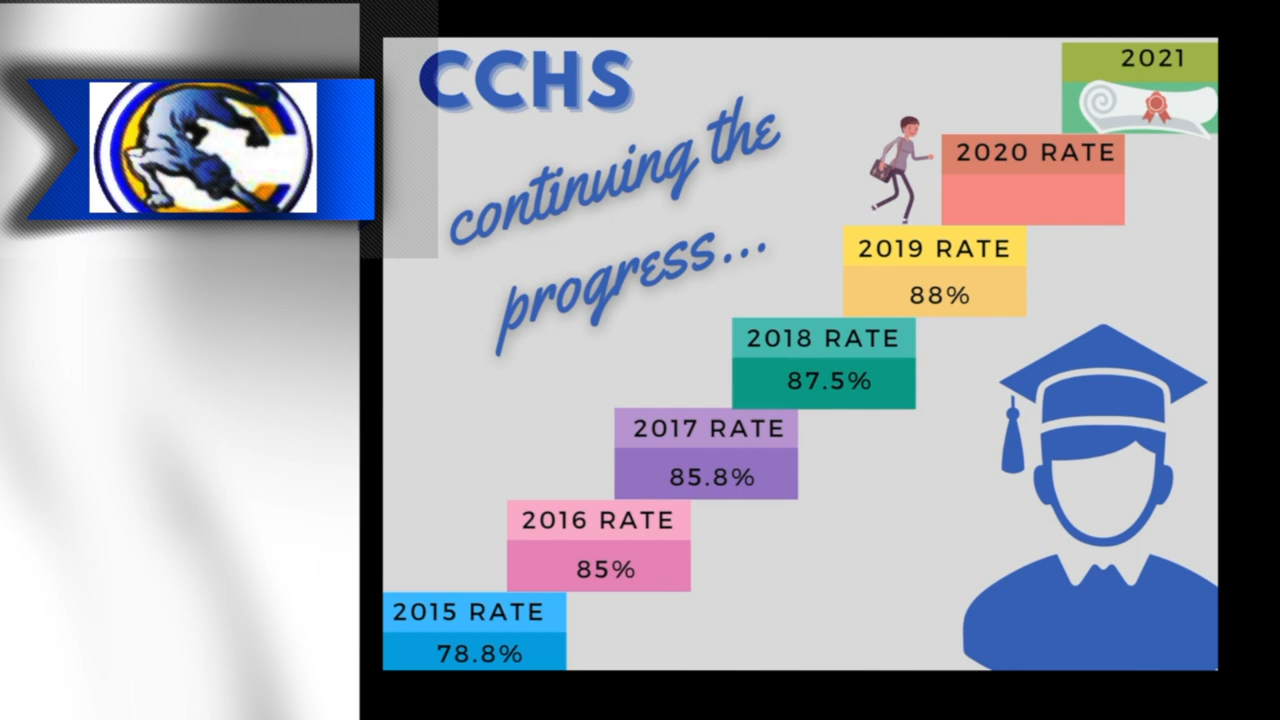 CCHS
continuing the
progress...
2021
2020 RATE
2019 RATE
88%
2018 RATE
87.5%
2017 RATE
85.8%
2016 RATE
85%
2015 RATE
78.8%